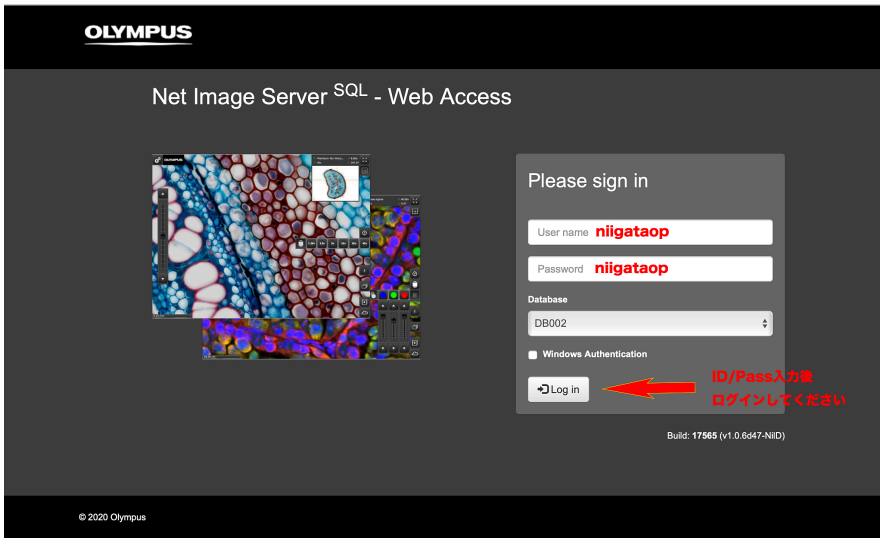 OLYMPUS
Net Image Server SQL - Web Access
OLYMPUS
Please sign in
User name niigataop
Password niigataop
Database
DB002
Windows Authentication
Log in
ID/Pass入力後
ログインしてください
Build: 17565 (v1.0.6d47-NilD)
© 2020 Olympus